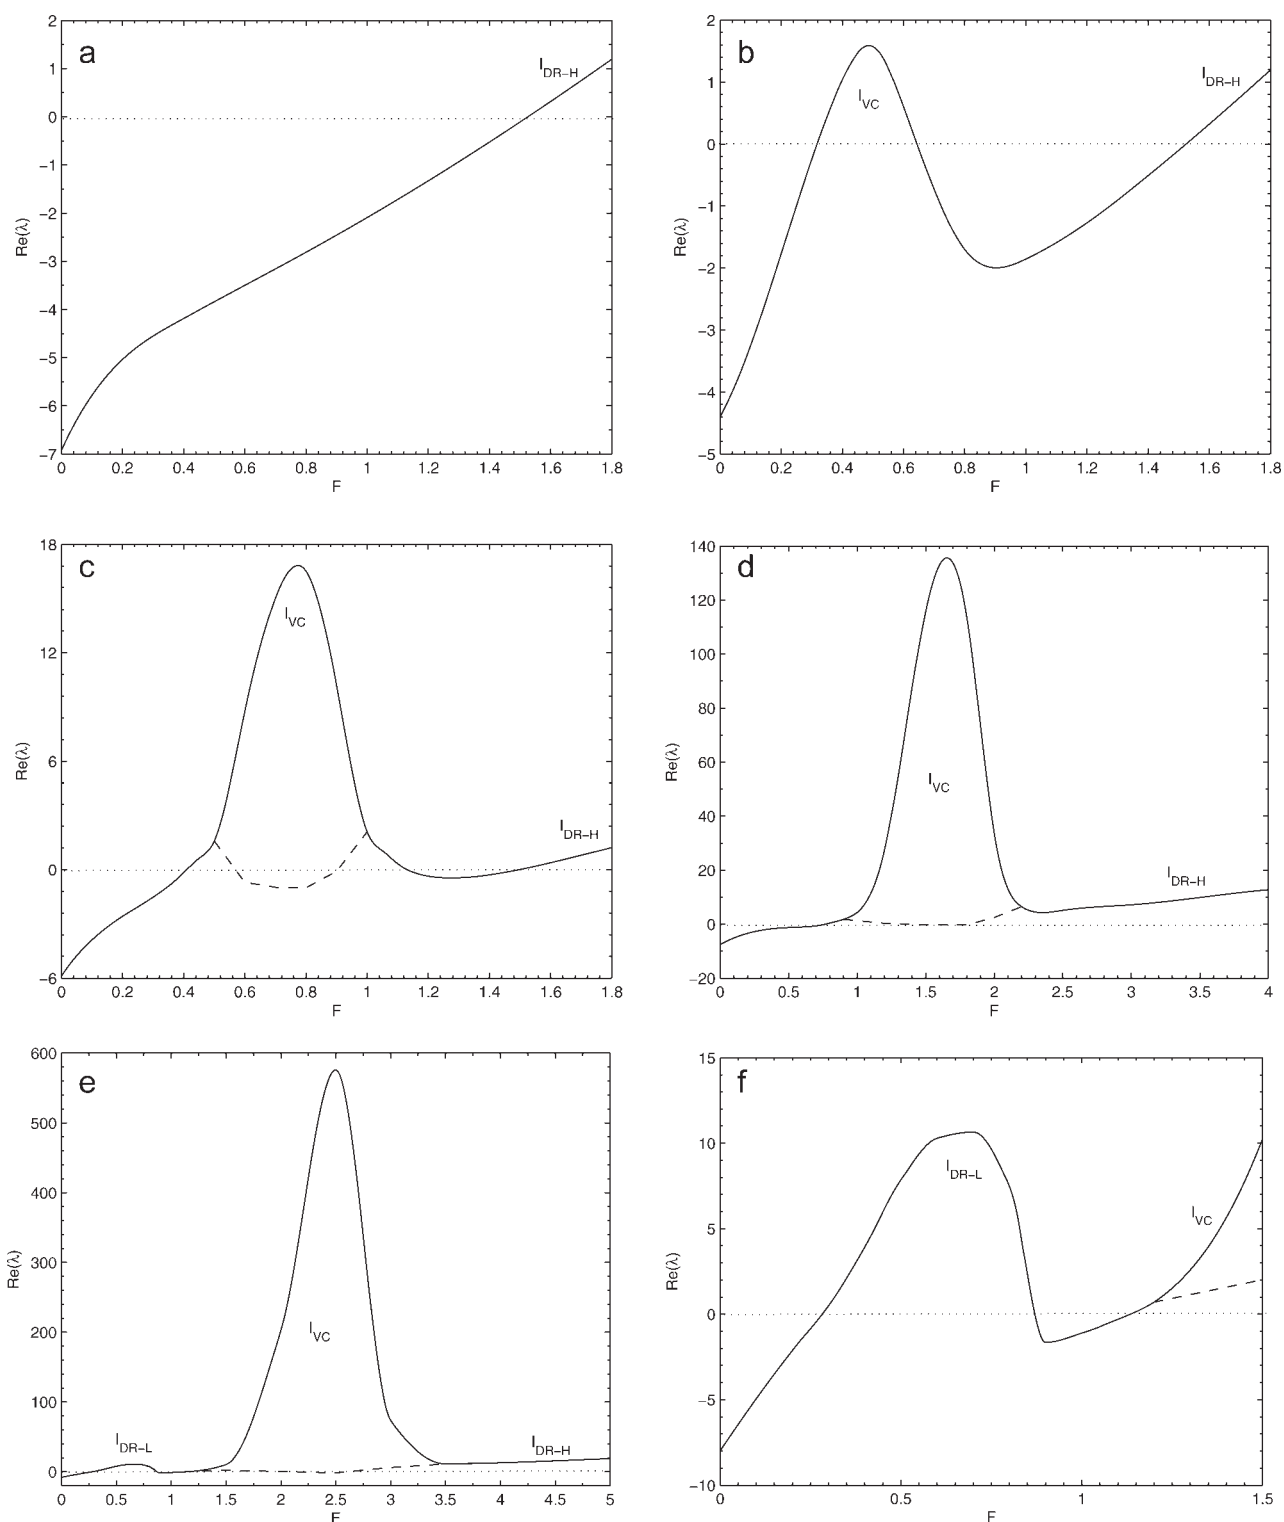 a
2
1
0
−1
−2
−3
−4
−5
−6
−7
Re(λ)
I_DR−H
0 0.2 0.4 0.6 0.8 1 1.2 1.4 1.6 1.8
F
b
2
1
0
−1
−2
−3
−4
−5
Re(λ)
I_VC
I_DR−H
0 0.2 0.4 0.6 0.8 1 1.2 1.4 1.6 1.8
F
c
18
12
6
0
−6
Re(λ)
I_VC
I_DR−H
0 0.2 0.4 0.6 0.8 1 1.2 1.4 1.6 1.8
F
d
140
120
100
80
60
40
20
0
−20
Re(λ)
I_VC
I_DR−H
0 0.5 1 1.5 2 2.5 3 3.5 4
F
e
600
500
400
300
200
100
0
Re(λ)
I_DR−L
I_VC
I_DR−H
0 0.5 1 1.5 2 2.5 3 3.5 4 4.5 5
F
f
15
10
5
0
−5
−10
Re(λ)
I_DR−L
I_VC
0 0.5 1 1.5
F